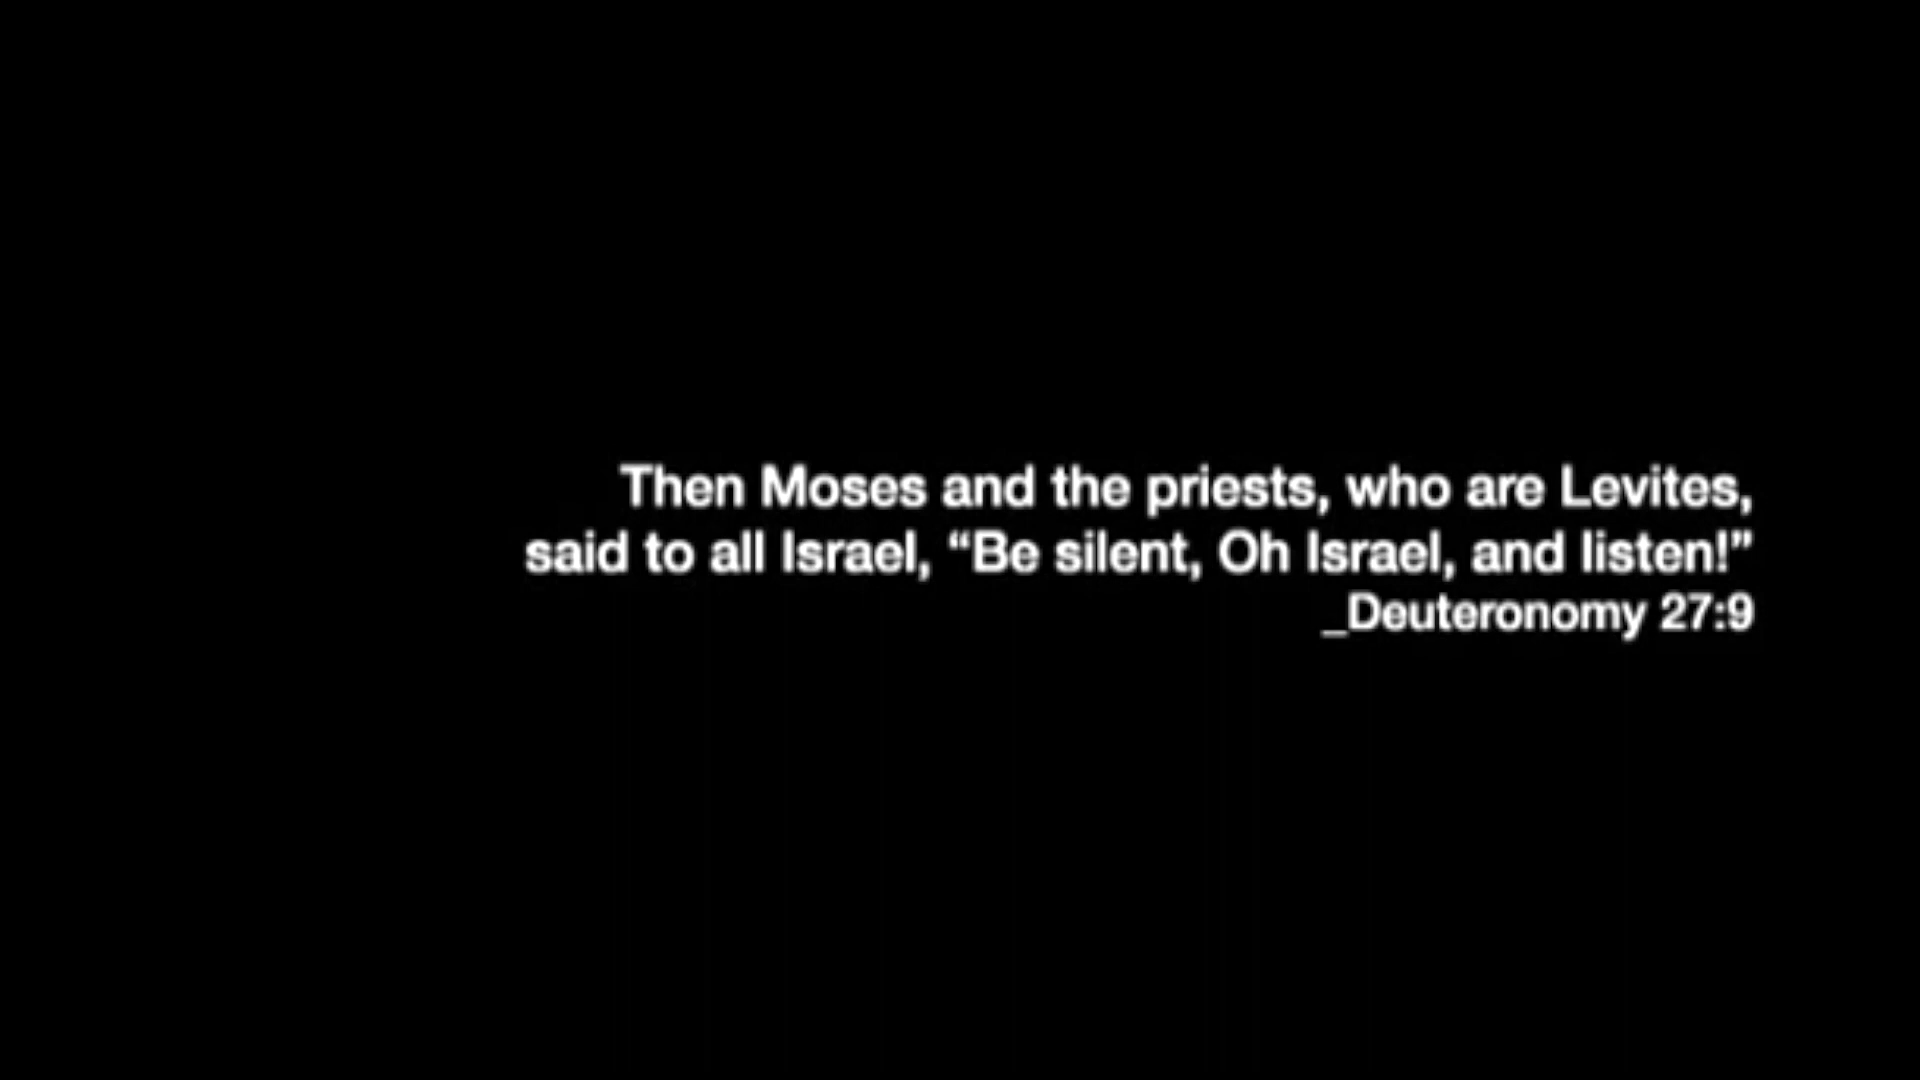 Then Moses and the priests, who are Levites,
said to all Israel, “Be silent, Oh Israel, and listen!”
_Deuteronomy 27:9